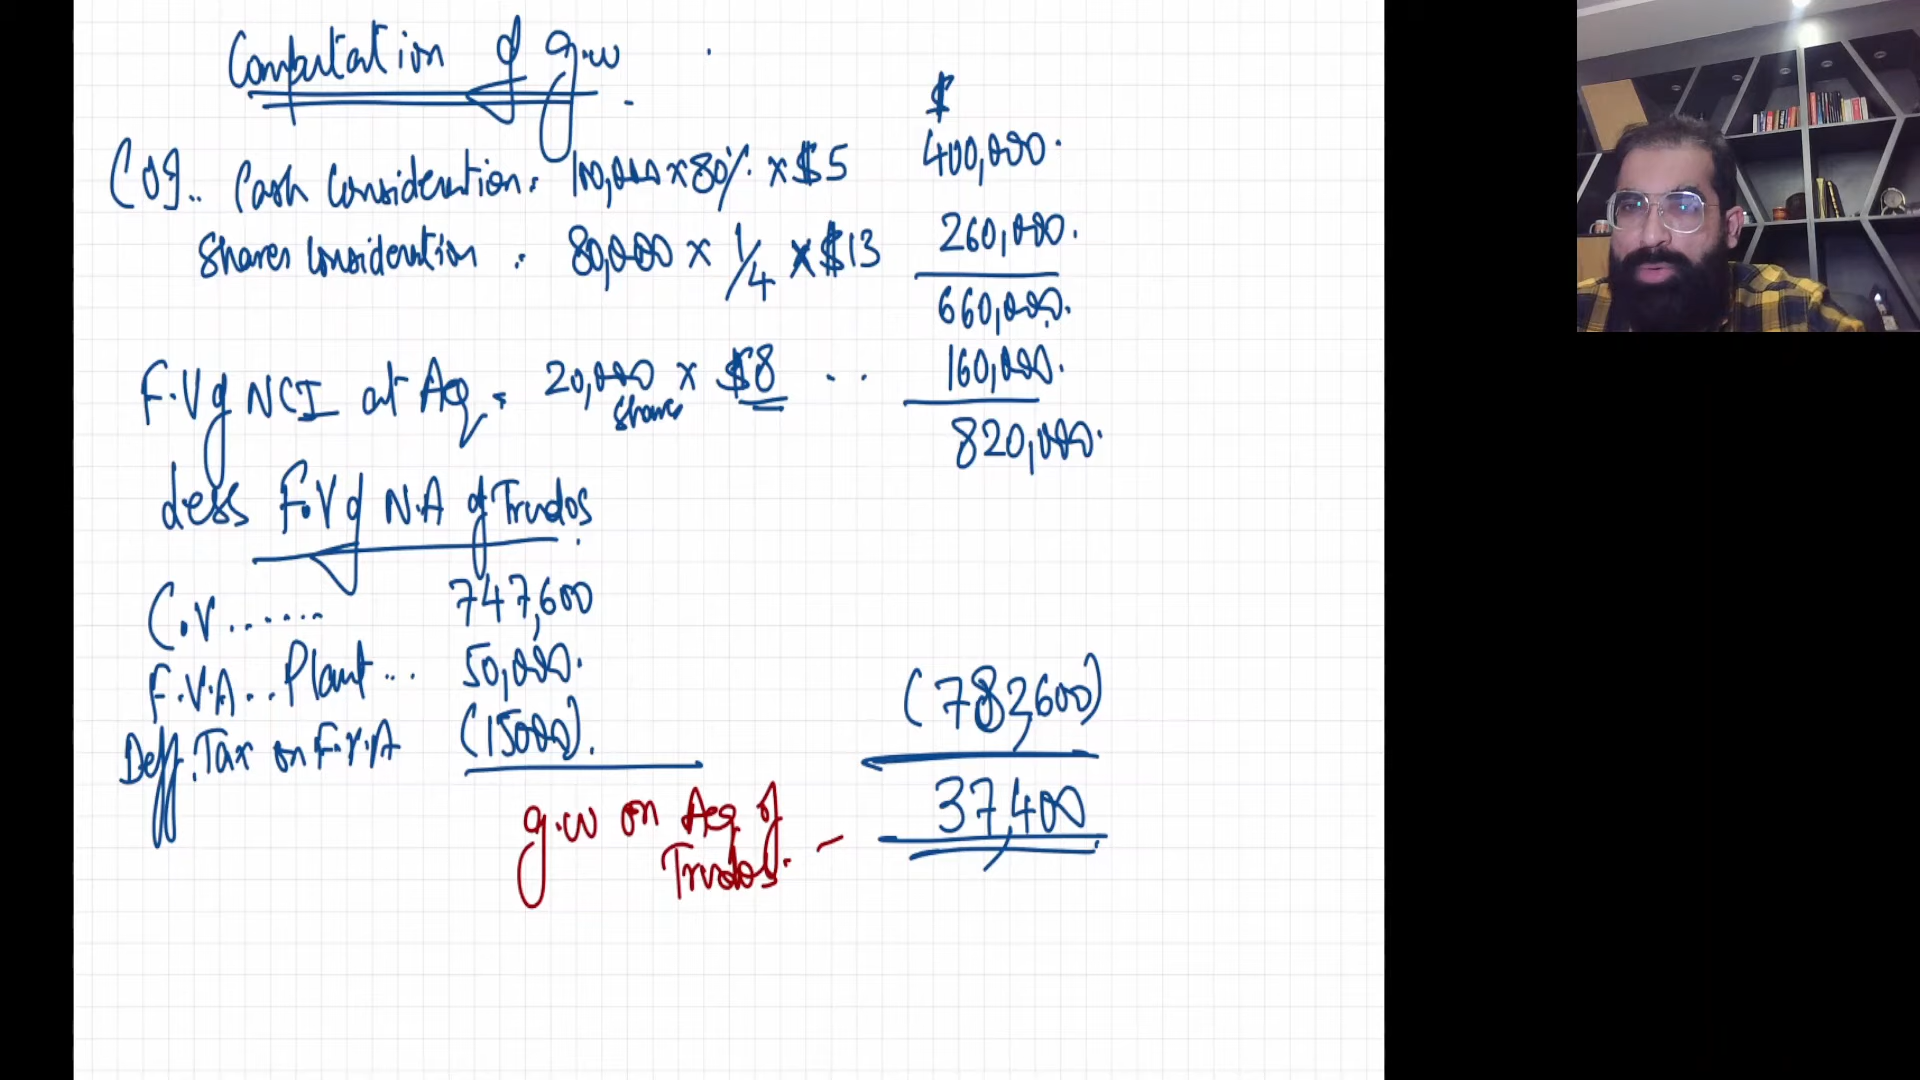 Computation of g.w
$
COI.. Cash Consideration: 100,000 x 80% x $5 400,000.
Shares Consideration: 80,000 x 1/4 x $13 260,000.
660,000.
F.V of NCI at Acq. 20,000 x $8 .. 160,000.
shares
820,000.
Less F.V of N.A of Trudos
C.V...... 747,600
F.V.A... Plant... 50,000.
Deff. Tax on F.V.A (15000). (782,600)
g.w on Acq. of Trudos. - 37,400